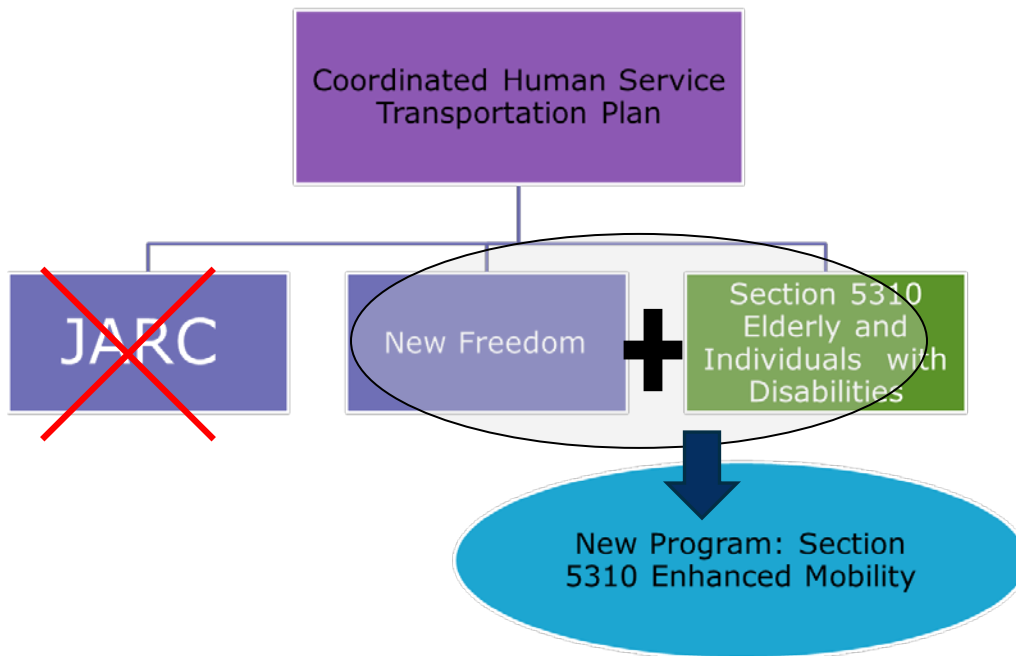 Coordinated Human Service
Transportation Plan
JARC
New Freedom
Section 5310
Elderly and
Individuals with
Disabilities
New Program: Section
5310 Enhanced Mobility